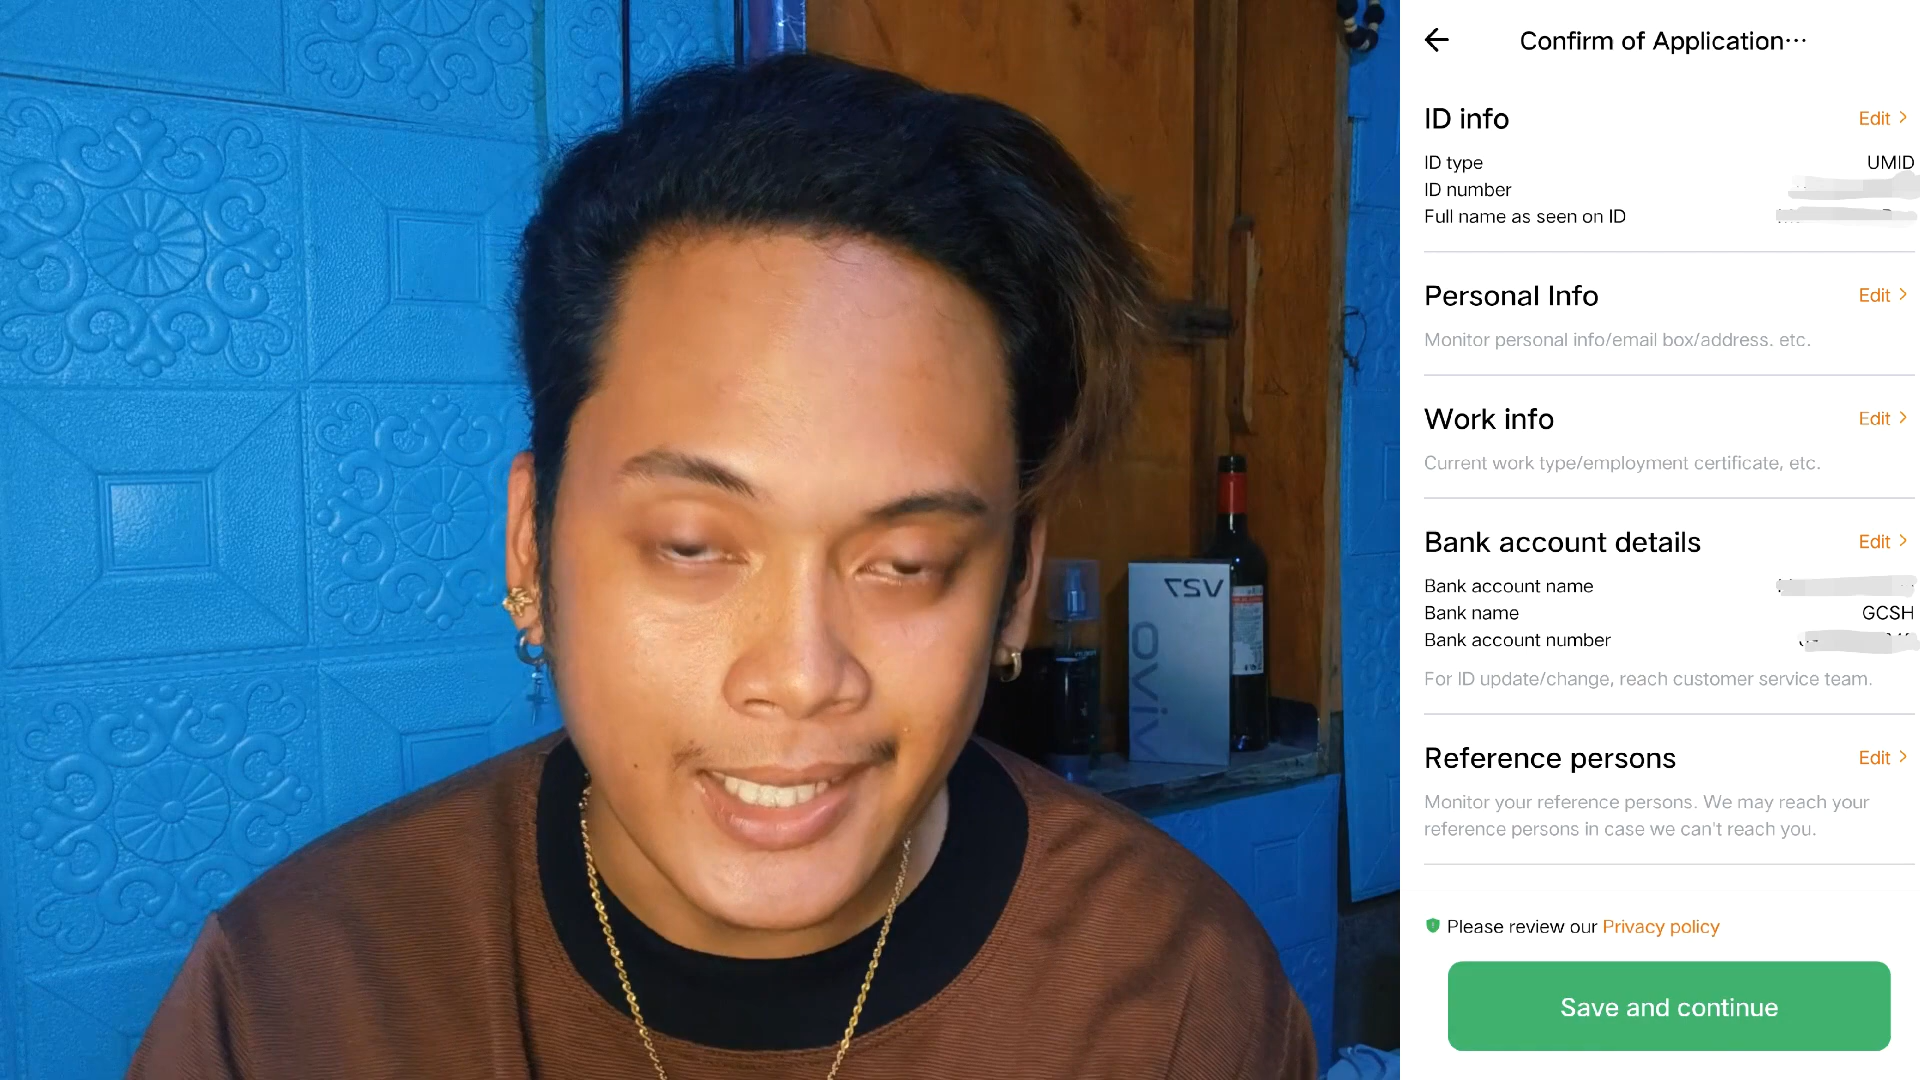 V27
vivo
Confirm of Application···
ID info
Edit >
ID type
UMID
ID number
Full name as seen on ID
Personal Info
Edit >
Monitor personal info/email box/address. etc.
Work info
Edit >
Current work type/employment certificate, etc.
Bank account details
Edit >
Bank account name
Bank name
GCSH
Bank account number
For ID update/change, reach customer service team.
Reference persons
Edit >
Monitor your reference persons. We may reach your
reference persons in case we can't reach you.
Please review our Privacy policy
Save and continue